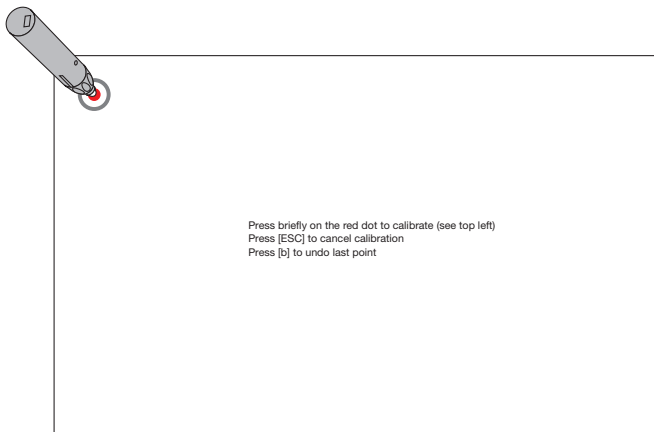 Press briefly on the red dot to calibrate (see top left)
Press [ESC] to cancel calibration
Press [b] to undo last point